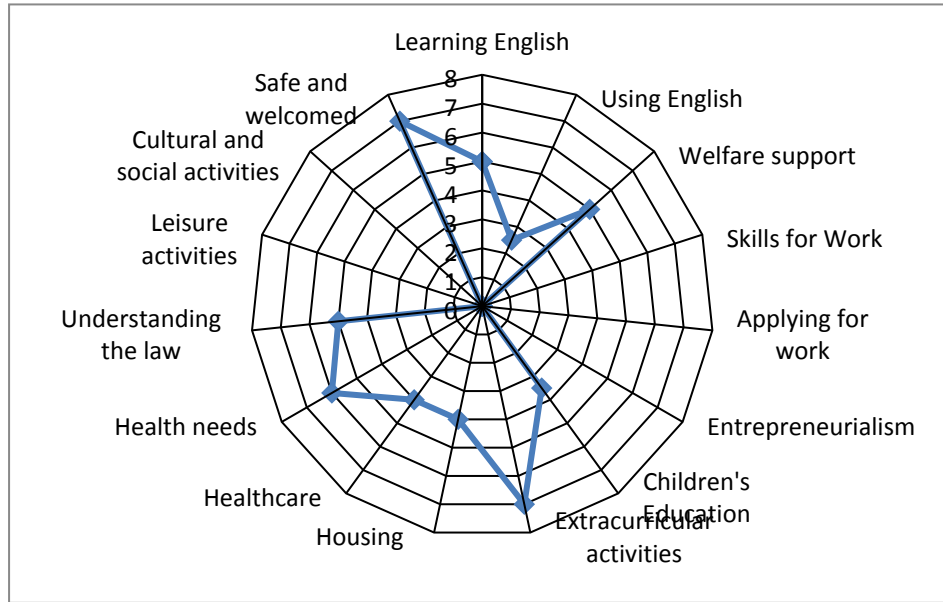 Learning English
Using English
Welfare support
Skills for Work
Applying for
work
Entrepreneurialism
Children's
Education
Extracurricular
activities
Housing
Healthcare
Health needs
Understanding
the law
Leisure
activities
Cultural and
social activities
Safe and
welcomed
8
7
6
5
4
3
2
1
0